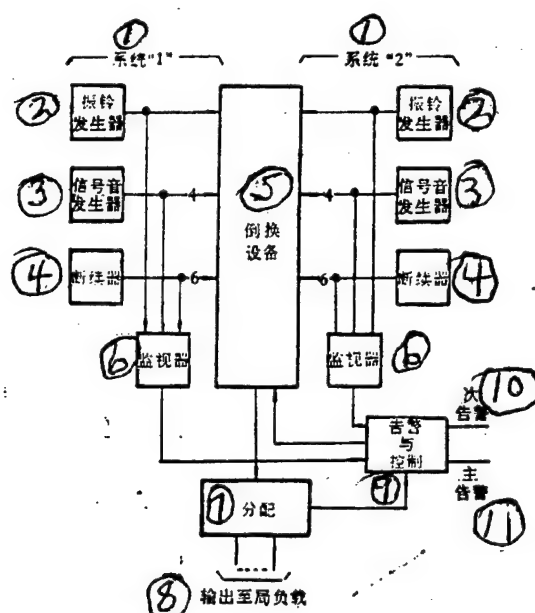 ① ①
系统"1" 系统"2"
② 振铃 振铃 ②
发生器 发生器
③ 信号音 ⑤ 信号音 ③
发生器 4 4 发生器
倒换
设备
④ 断续器 6 6 断续器 ④
⑥ 监视器 监视器 ⑥
次 ⑩
告警
告警
与
控制
主
告警
⑨
⑦ 分配 ⑪
⑧ 输出至局负载